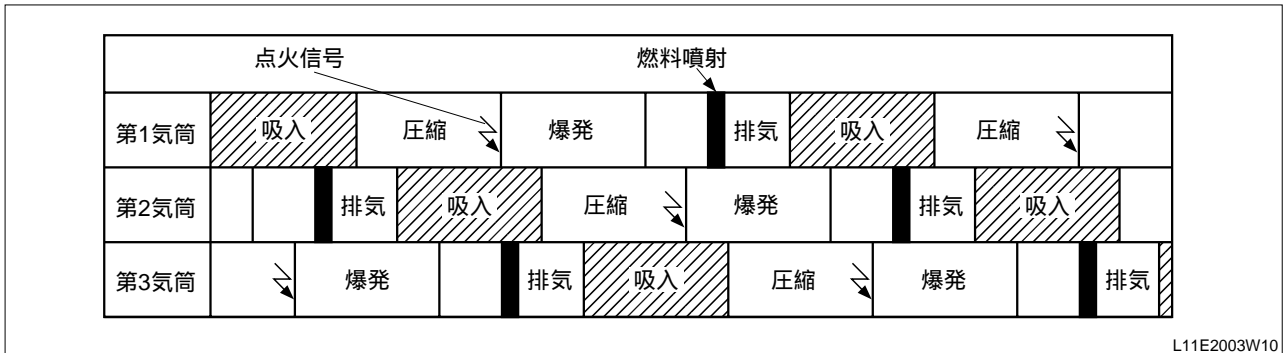 点火信号 燃料噴射
第1気筒 吸入 圧縮 爆発 排気 吸入 圧縮
第2気筒 排気 吸入 圧縮 爆発 排気 吸入
第3気筒 爆発 排気 吸入 圧縮 爆発 排気
L11E2003W10